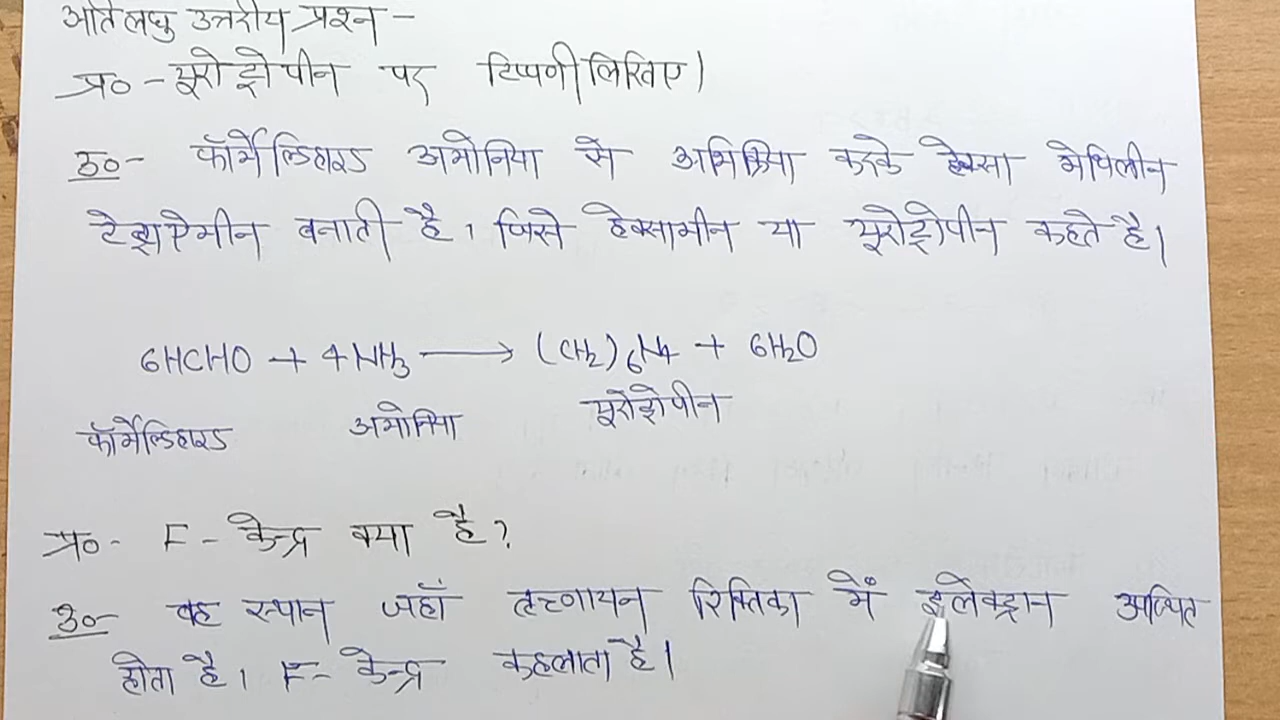 अति लघु उत्तरीय प्रश्न -
प्र० - यूरोट्रोपीन पर टिप्पणी लिखिए।
उ०- फॉर्मेल्डिहाइड अमोनिया से अभिक्रिया करके हेक्सा मेथिलीन
टेट्राऐमीन बनाती है, जिसे हेक्सामीन या यूरोट्रोपीन कहते है।
6HCHO + 4NH₃ ⟶ (CH₂)₆N₄ + 6H₂O
फॉर्मेल्डिहाइड अमोनिया यूरोट्रोपीन
प्र०- F - केन्द्र क्या है?
उ०- वह स्थान जहाँ ऋणायन रिक्तिका में इलेक्ट्रान
होता है, F- केन्द्र कहलाता है।